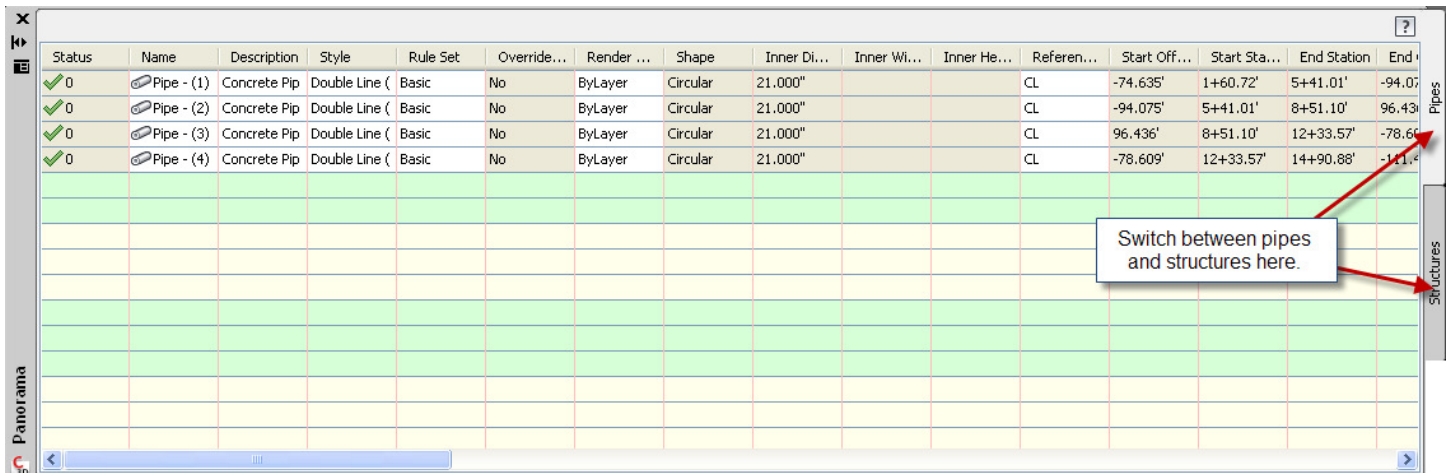 ?
Status Name Description Style Rule Set Override... Render ... Shape Inner Di... Inner Wi... Inner He... Referen... Start Off... Start Sta... End Station End
0 Pipe - (1) Concrete Pip Double Line ( Basic No ByLayer Circular 21.000" CL -74.635' 1+60.72' 5+41.01' -94.07
0 Pipe - (2) Concrete Pip Double Line ( Basic No ByLayer Circular 21.000" CL -94.075' 5+41.01' 8+51.10' 96.43
0 Pipe - (3) Concrete Pip Double Line ( Basic No ByLayer Circular 21.000" CL 96.436' 8+51.10' 12+33.57' -78.60
0 Pipe - (4) Concrete Pip Double Line ( Basic No ByLayer Circular 21.000" CL -78.609' 12+33.57' 14+90.88'
Pipes
Switch between pipes
and structures here.
Structures
Panorama